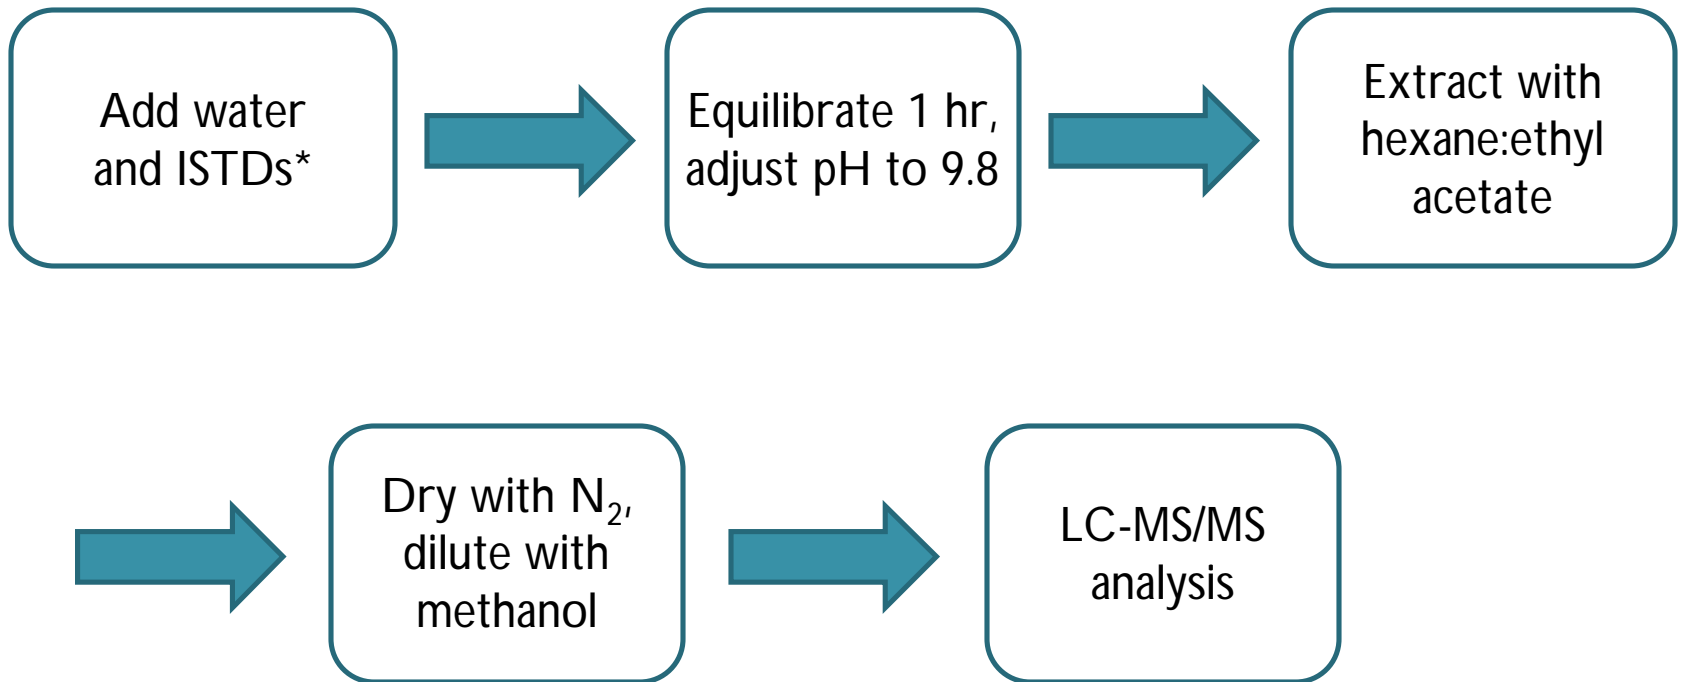 Add water
and ISTDs*
Equilibrate 1 hr,
adjust pH to 9.8
Extract with
hexane:ethyl
acetate
Dry with N₂,
dilute with
methanol
LC-MS/MS
analysis